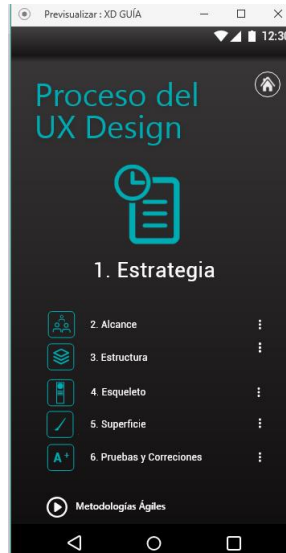 Previsualizar : XD GUÍA
12:30
Proceso del
UX Design
1. Estrategia
2. Alcance
3. Estructura
4. Esqueleto
5. Superficie
A+ 6. Pruebas y Correciones
Metodologías Ágiles